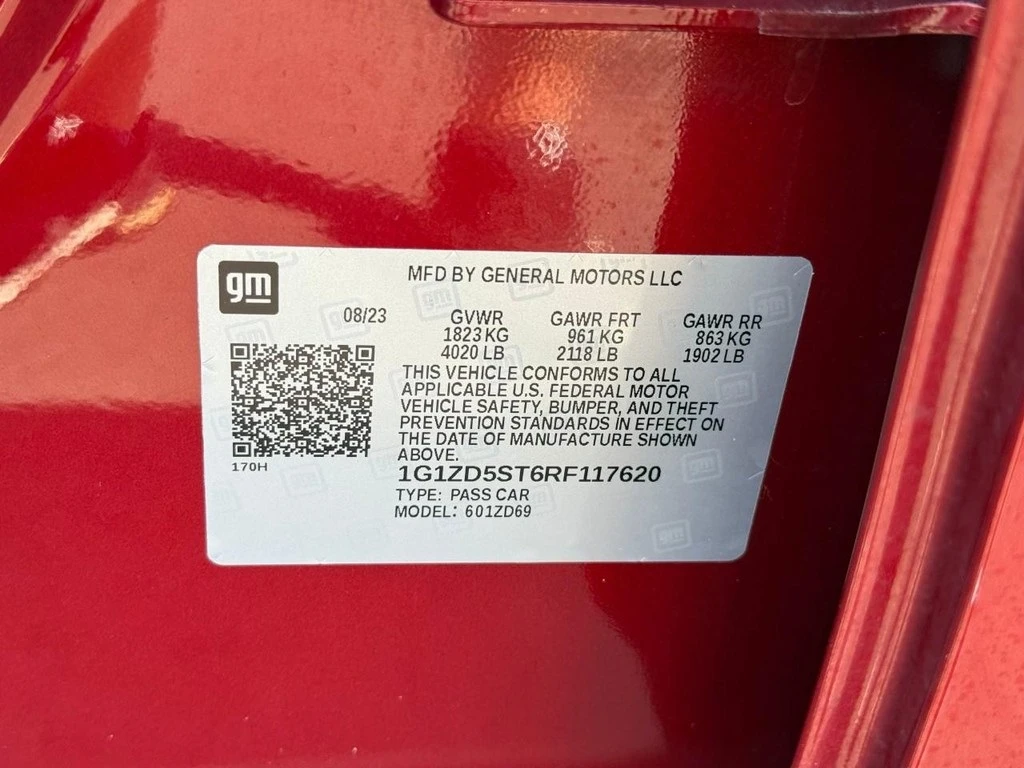 gm
MFD BY GENERAL MOTORS LLC
08/23 GVWR GAWR FRT GAWR RR
1823 KG 961 KG 863 KG
4020 LB 2118 LB 1902 LB
THIS VEHICLE CONFORMS TO ALL
APPLICABLE U.S. FEDERAL MOTOR
VEHICLE SAFETY, BUMPER, AND THEFT
PREVENTION STANDARDS IN EFFECT ON
THE DATE OF MANUFACTURE SHOWN
ABOVE.
170H
1G1ZD5ST6RF117620
TYPE: PASS CAR
MODEL: 601ZD69